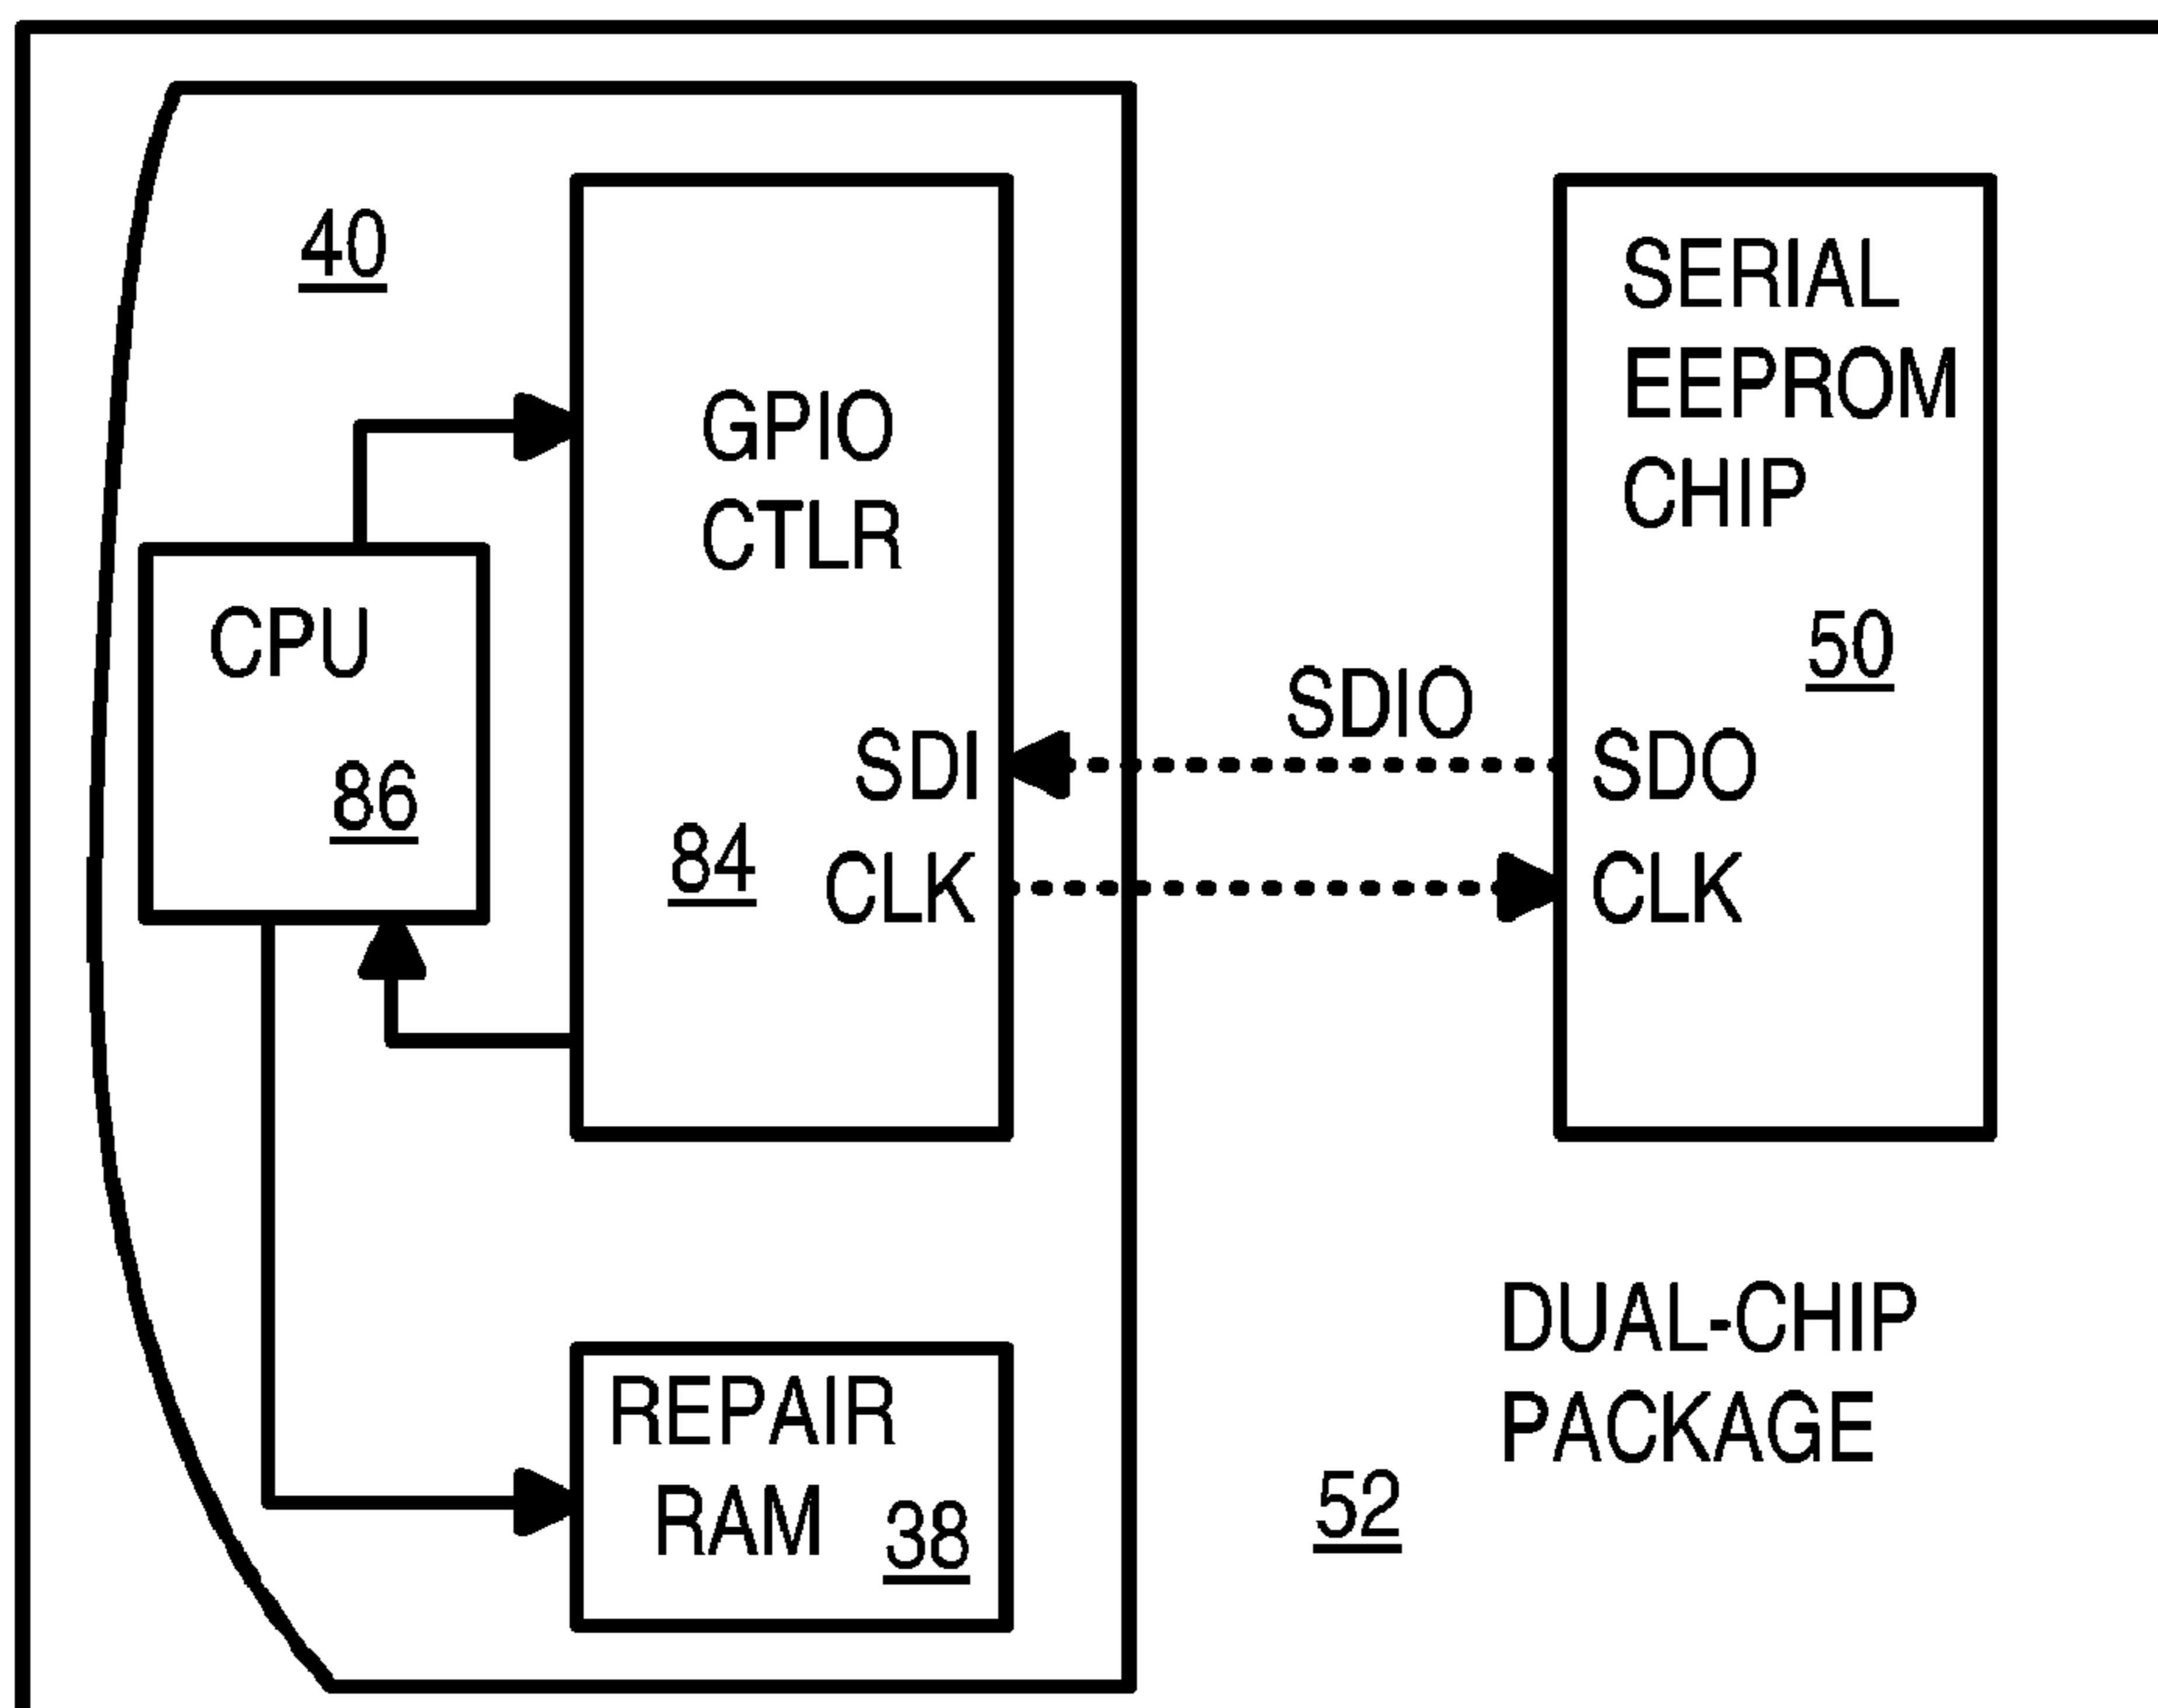 40
GPIO
CTLR
SDI
84
CLK
CPU
86
REPAIR
RAM 38
SDIO
SERIAL
EEPROM
CHIP
50
SDO
CLK
DUAL-CHIP
PACKAGE
52